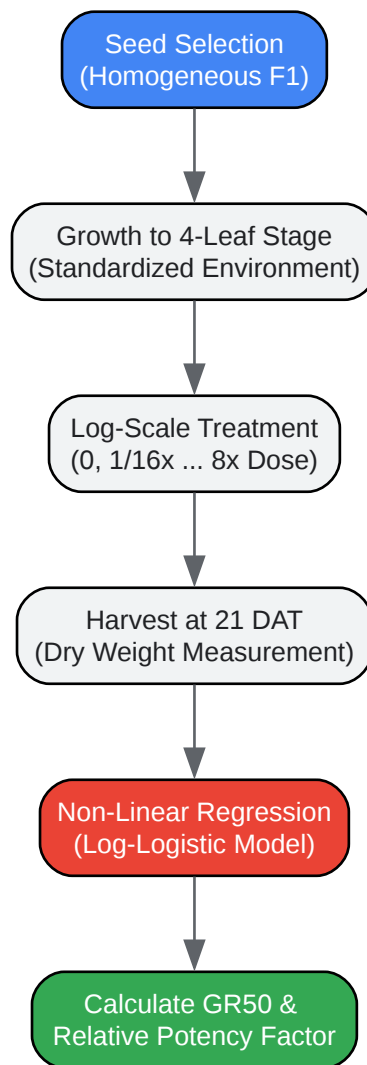 Seed Selection
(Homogeneous F1)
Growth to 4-Leaf Stage
(Standardized Environment)
Log-Scale Treatment
(0, 1/16x ... 8x Dose)
Harvest at 21 DAT
(Dry Weight Measurement)
Non-Linear Regression
(Log-Logistic Model)
Calculate GR50 &
Relative Potency Factor